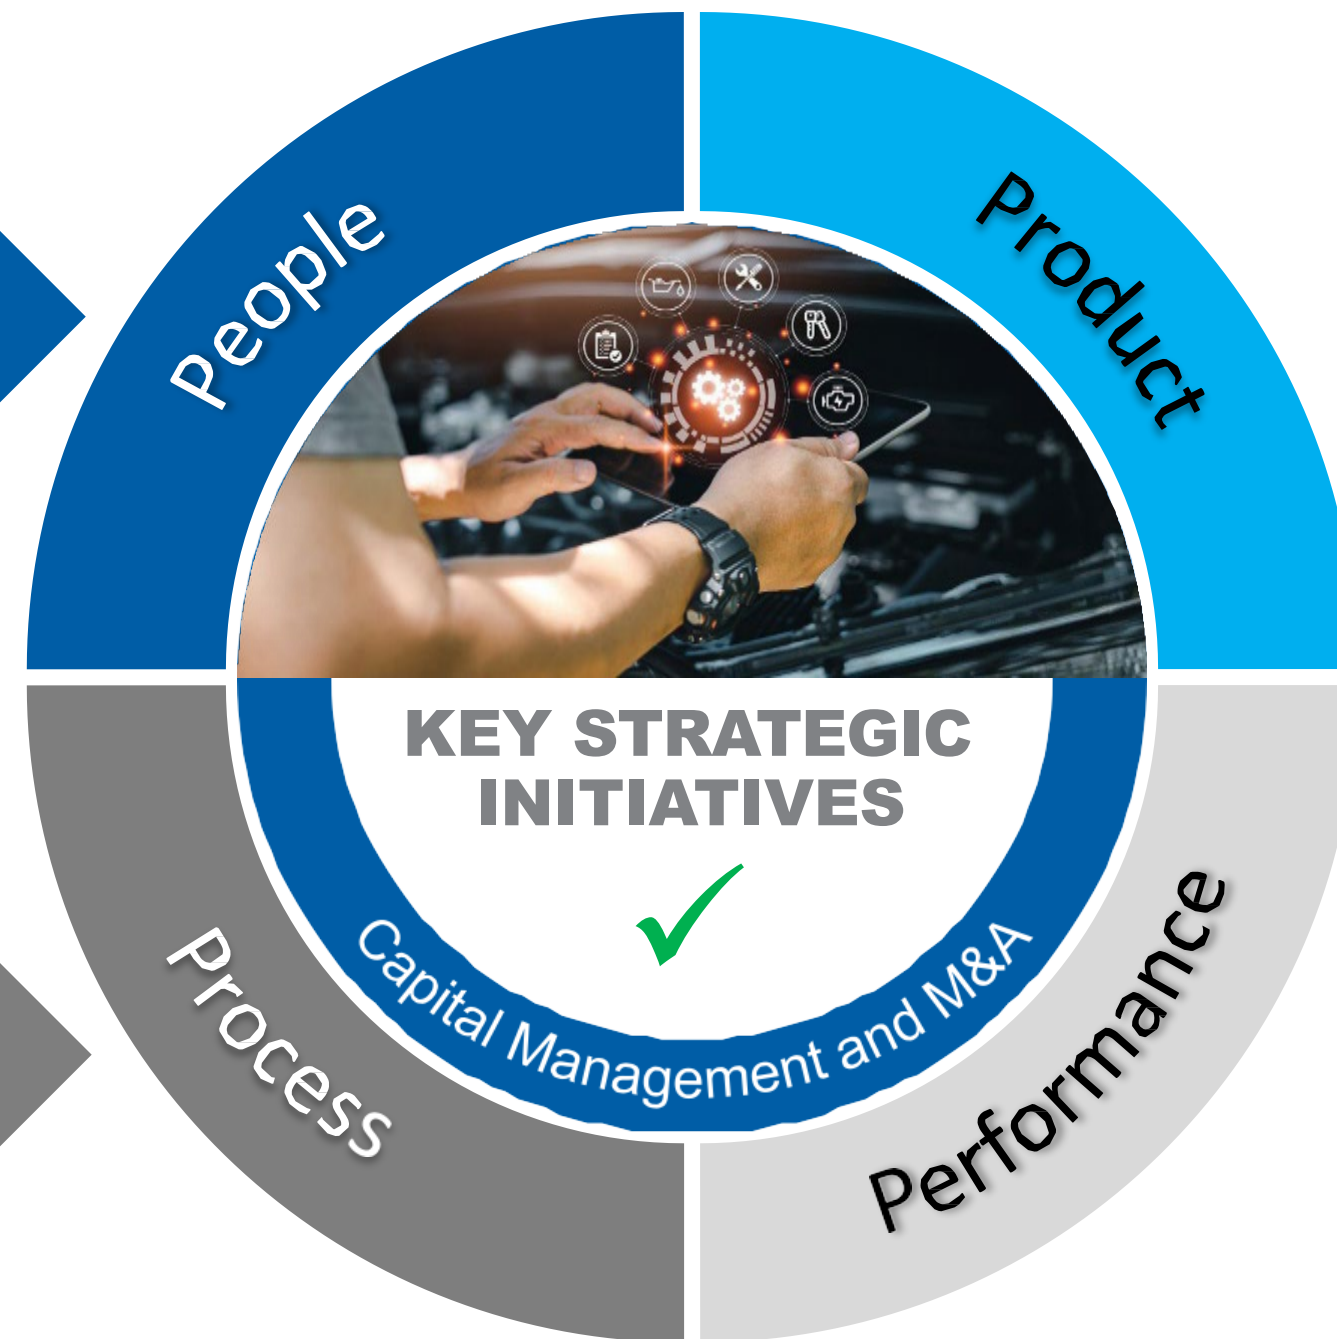 People
Product
KEY STRATEGIC
INITIATIVES
Capital Management and M&A
Process
Performance